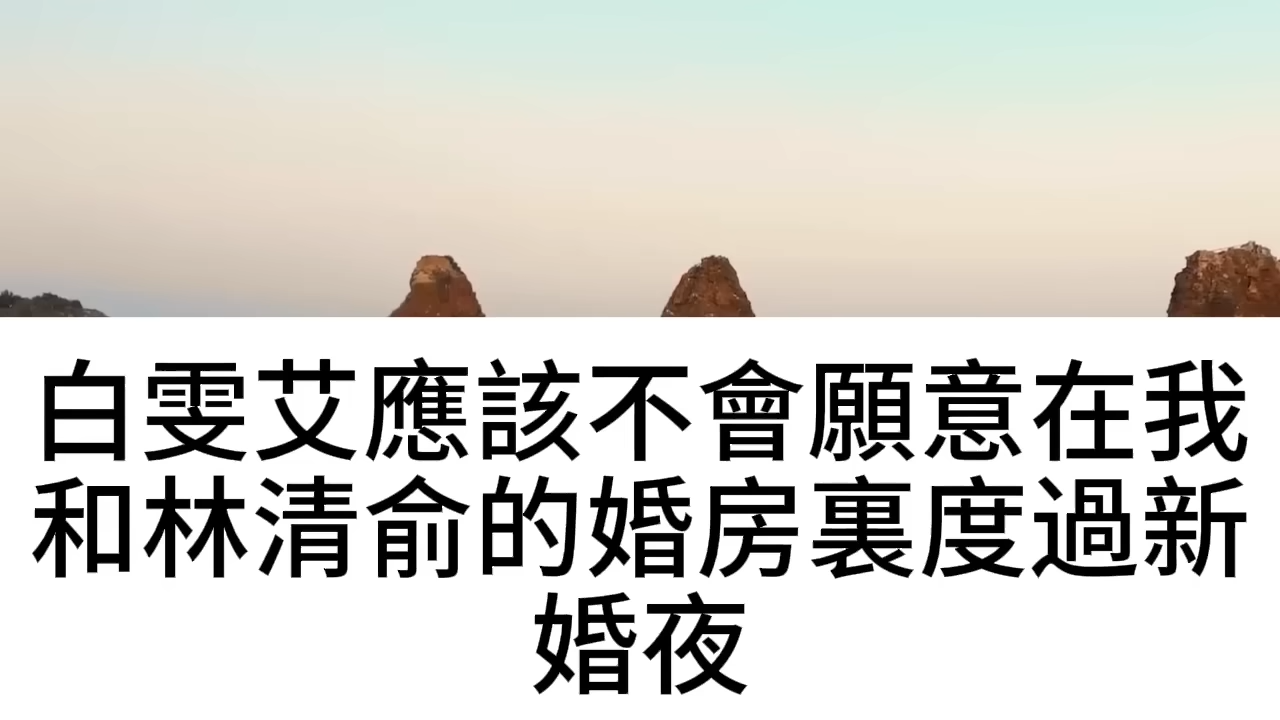 白雯艾應該不會願意在我
和林清俞的婚房裏度過新
婚夜